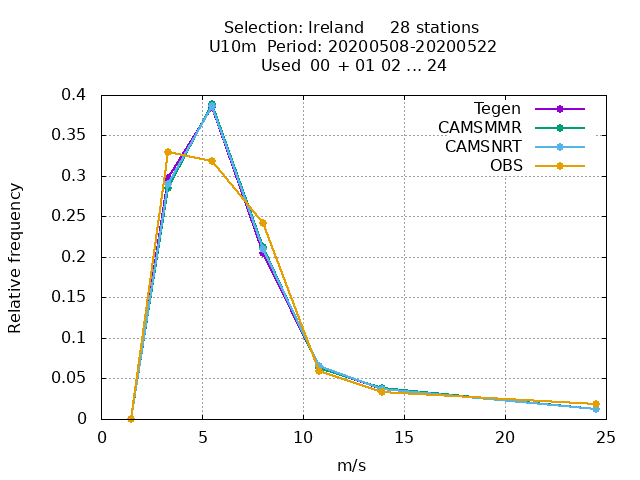 Selection: Ireland 28 stations
U10m Period: 20200508-20200522
Used 00 + 01 02 ... 24
Relative frequency
0.4
0.35
0.3
0.25
0.2
0.15
0.1
0.05
0
Tegen
CAMSMMR
CAMSNRT
OBS
0 5 10 15 20 25
m/s